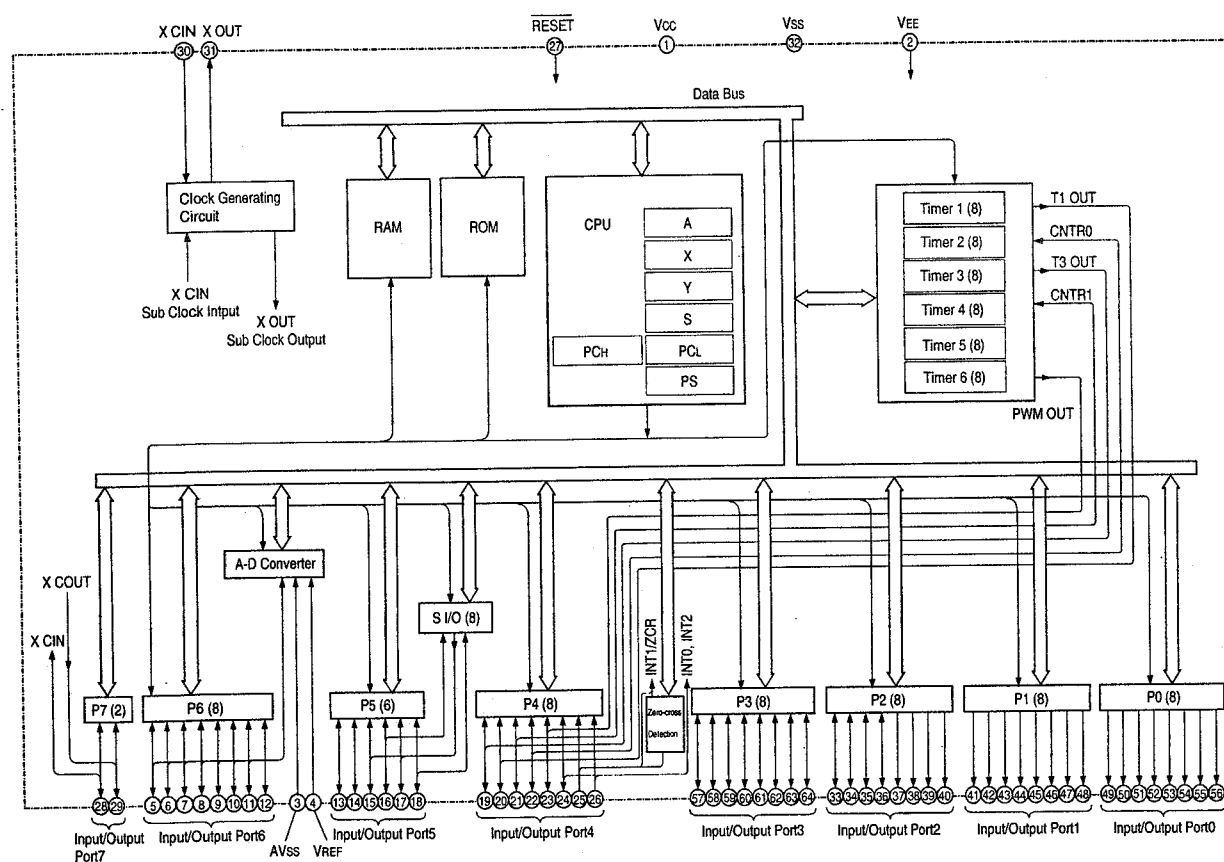 X CIN X OUT
RESET
VCC
VSS
VEE
30 31
27
1
32
2
Data Bus
Clock Generating
Circuit
RAM
ROM
CPU
A
X
Y
S
PCH
PCL
PS
Timer 1 (8)
Timer 2 (8)
Timer 3 (8)
Timer 4 (8)
Timer 5 (8)
Timer 6 (8)
T1 OUT
CNTR0
T3 OUT
CNTR1
PWM OUT
X CIN
Sub Clock Intput
X OUT
Sub Clock Output
A-D Converter
S I/O (8)
X COUT
X CIN
INT1/ZCR
INT0, INT2
P7 (2)
P6 (8)
P5 (6)
P4 (8)
Zero-cross
Detection
P3 (8)
P2 (8)
P1 (8)
P0 (8)
28 29
5 6 7 8 9 10 11 12
3 4
13 14 15 16 17 18
19 20 21 22 23 24 25 26
57 58 59 60 61 62 63 64
33 34 35 36 37 38 39 40
41 42 43 44 45 46 47 48
49 50 51 52 53 54 55 56
Input/Output
Port7
Input/Output Port6
AVSS
VREF
Input/Output Port5
Input/Output Port4
Input/Output Port3
Input/Output Port2
Input/Output Port1
Input/Output Port0